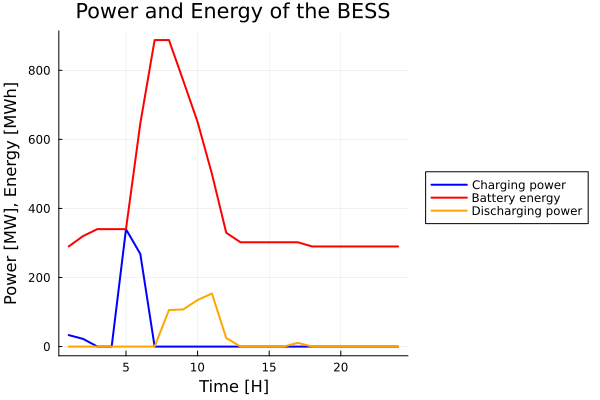 Power and Energy of the BESS
Power [MW], Energy [MWh]
800
600
400
200
0
5
10
15
20
Time [H]
Charging power
Battery energy
Discharging power